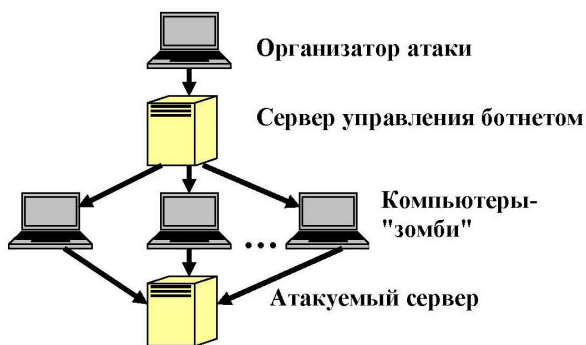 Организатор атаки
Сервер управления ботнетом
Компьютеры-
"зомби"
...
Атакуемый сервер